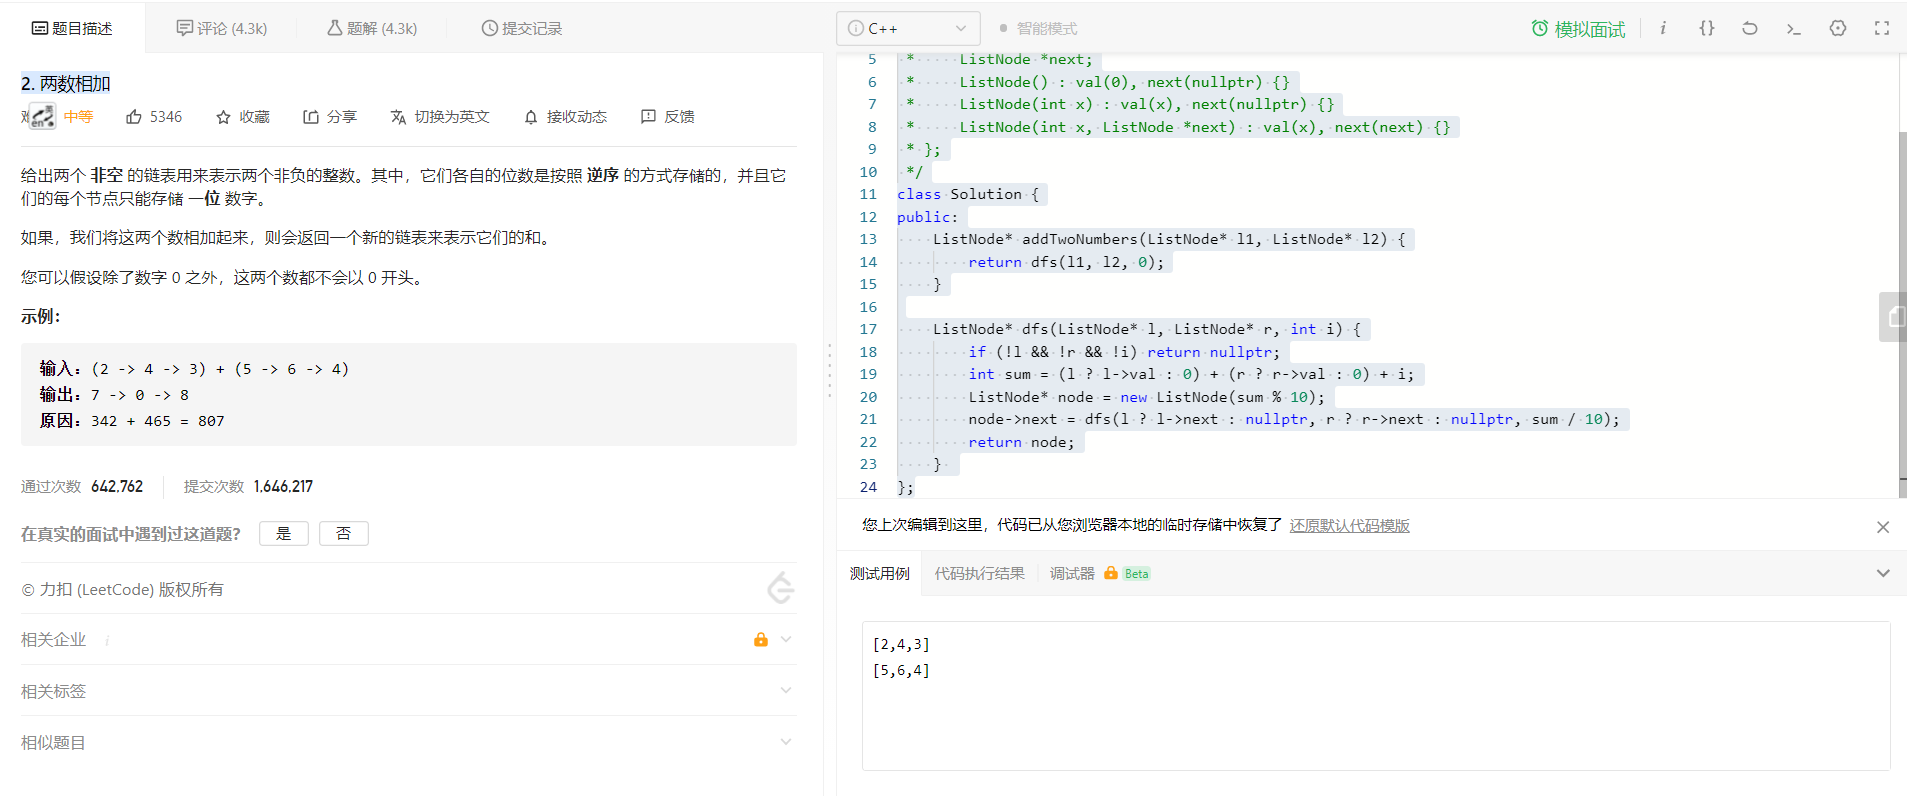 题目描述
评论 (4.3k)
题解 (4.3k)
提交记录
2. 两数相加
中等
5346
收藏
分享
切换为英文
接收动态
反馈
给出两个 非空 的链表用来表示两个非负的整数。其中，它们各自的位数是按照 逆序 的方式存储的，并且它
们的每个节点只能存储 一位 数字。
如果，我们将这两个数相加起来，则会返回一个新的链表来表示它们的和。
您可以假设除了数字 0 之外，这两个数都不会以 0 开头。
示例：
输入：(2 -> 4 -> 3) + (5 -> 6 -> 4)
输出：7 -> 0 -> 8
原因：342 + 465 = 807
通过次数 642,762
提交次数 1,646,217
在真实的面试中遇到过这道题？
是
否
© 力扣 (LeetCode) 版权所有
相关企业
相关标签
相似题目
C++
智能模式
模拟面试
5 *     ListNode *next;
6 *     ListNode() : val(0), next(nullptr) {}
7 *     ListNode(int x) : val(x), next(nullptr) {}
8 *     ListNode(int x, ListNode *next) : val(x), next(next) {}
9 * };
10 */
11 class Solution {
12 public:
13     ListNode* addTwoNumbers(ListNode* l1, ListNode* l2) {
14         return dfs(l1, l2, 0);
15     }
16
17     ListNode* dfs(ListNode* l, ListNode* r, int i) {
18         if (!l && !r && !i) return nullptr;
19         int sum = (l ? l->val : 0) + (r ? r->val : 0) + i;
20         ListNode* node = new ListNode(sum % 10);
21         node->next = dfs(l ? l->next : nullptr, r ? r->next : nullptr, sum / 10);
22         return node;
23     }
24 };
您上次编辑到这里，代码已从您浏览器本地的临时存储中恢复了 还原默认代码模版
测试用例
代码执行结果
调试器
Beta
[2,4,3]
[5,6,4]